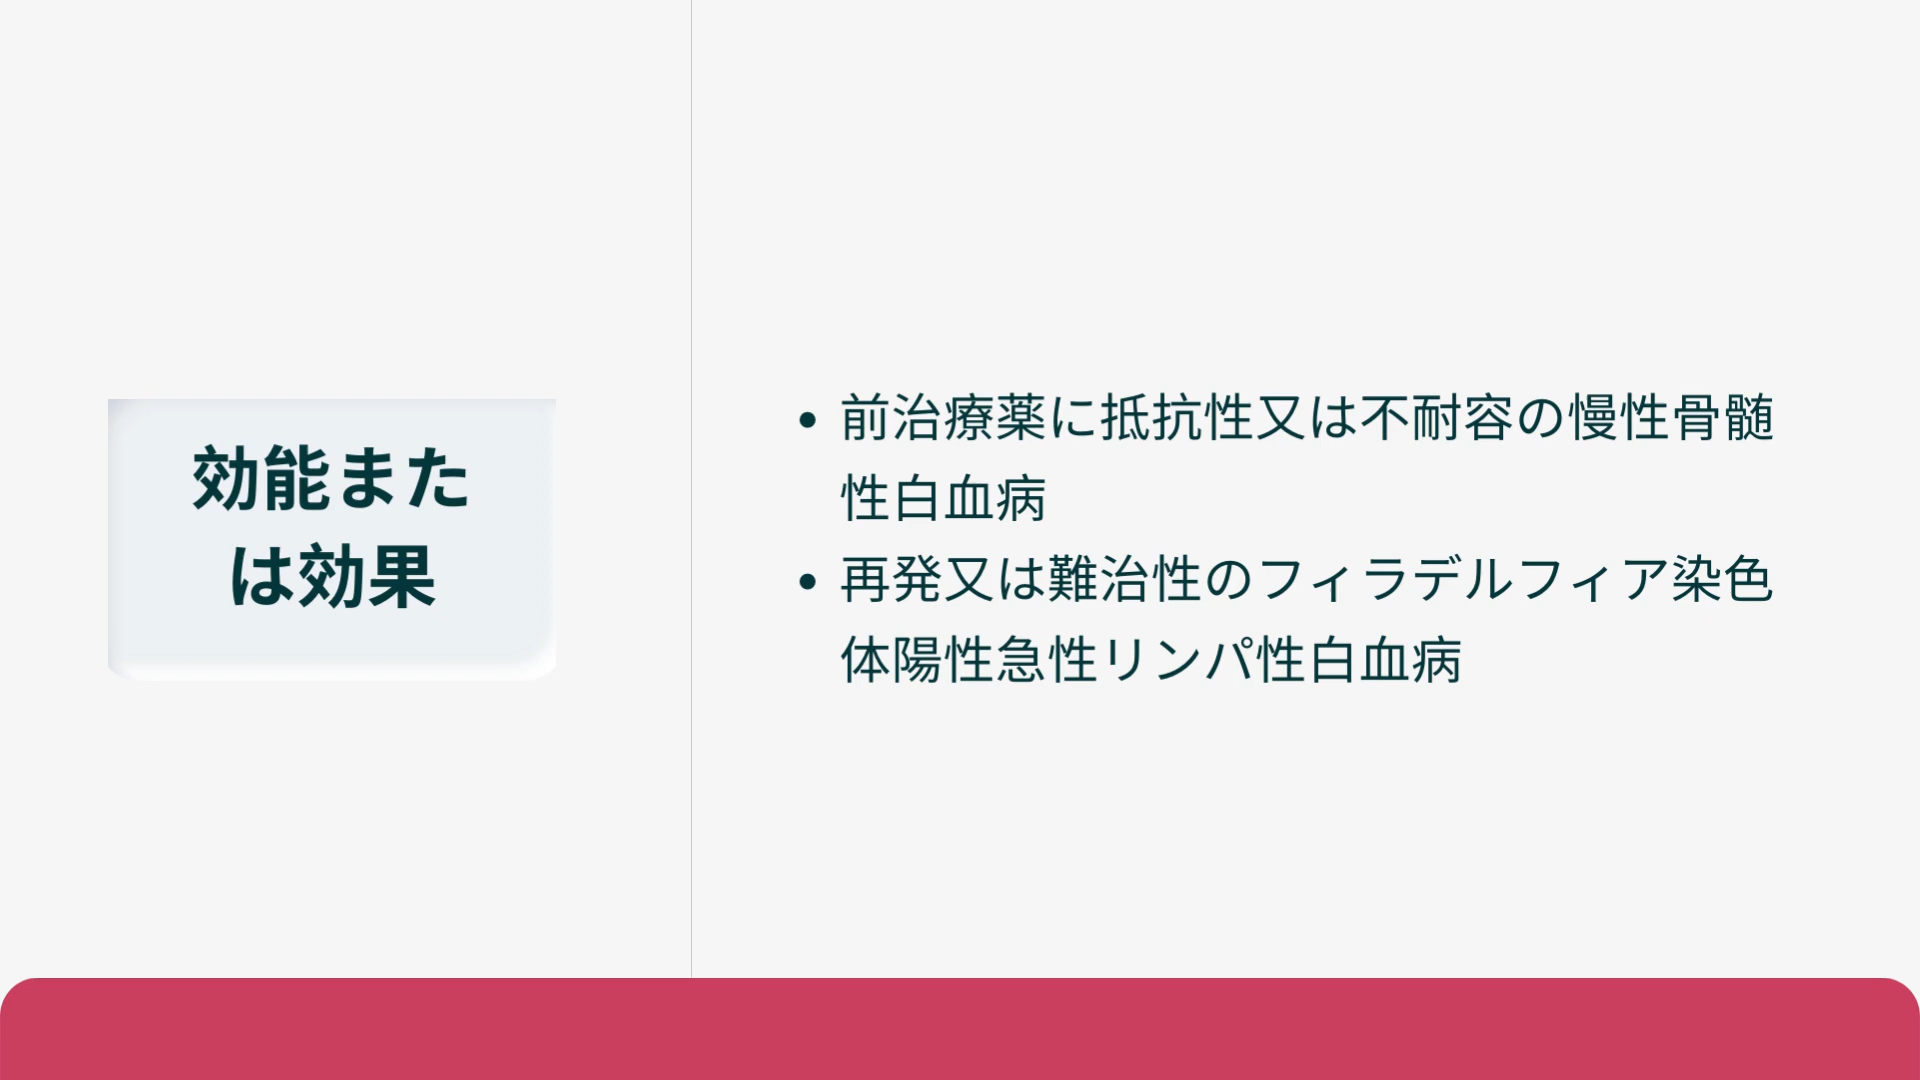 効能また
は効果
• 前治療薬に抵抗性又は不耐容の慢性骨髄
性白血病
• 再発又は難治性のフィラデルフィア染色
体陽性急性リンパ性白血病